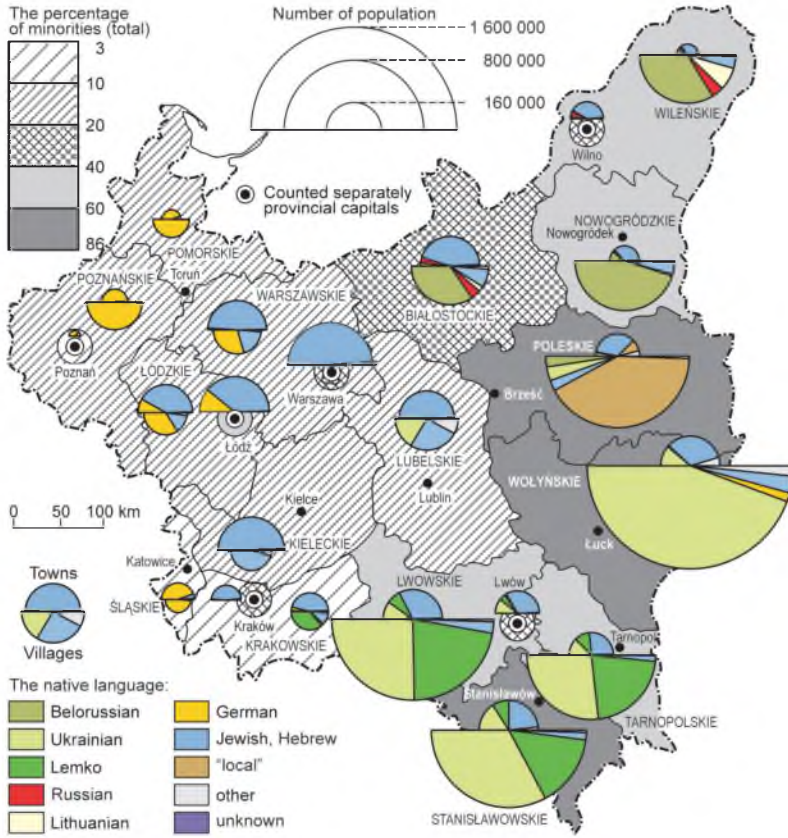 The percentage
of minorities (total)
3
10
20
40
60
86
Number of population
1 600 000
800 000
160 000
Counted separately
provincial capitals
WILEŃSKIE
Wilno
NOWOGRÓDZKIE
Nowogródek
POMORSKIE
Toruń
POZNAŃSKIE
Poznań
WARSZAWSKIE
Warszawa
BIAŁOSTOCKIE
POLESKIE
Brześć
ŁÓDZKIE
Łódź
LUBELSKIE
Lublin
WOŁYŃSKIE
Łuck
0 50 100 km
Kielce
KIELECKIE
Katowice
ŚLĄSKIE
Kraków
KRAKOWSKIE
LWOWSKIE
Lwów
Tarnopol
TARNOPOLSKIE
Stanisławów
STANISŁAWOWSKIE
Towns
Villages
The native language:
Belorussian
Ukrainian
Lemko
Russian
Lithuanian
German
Jewish, Hebrew
"local"
other
unknown